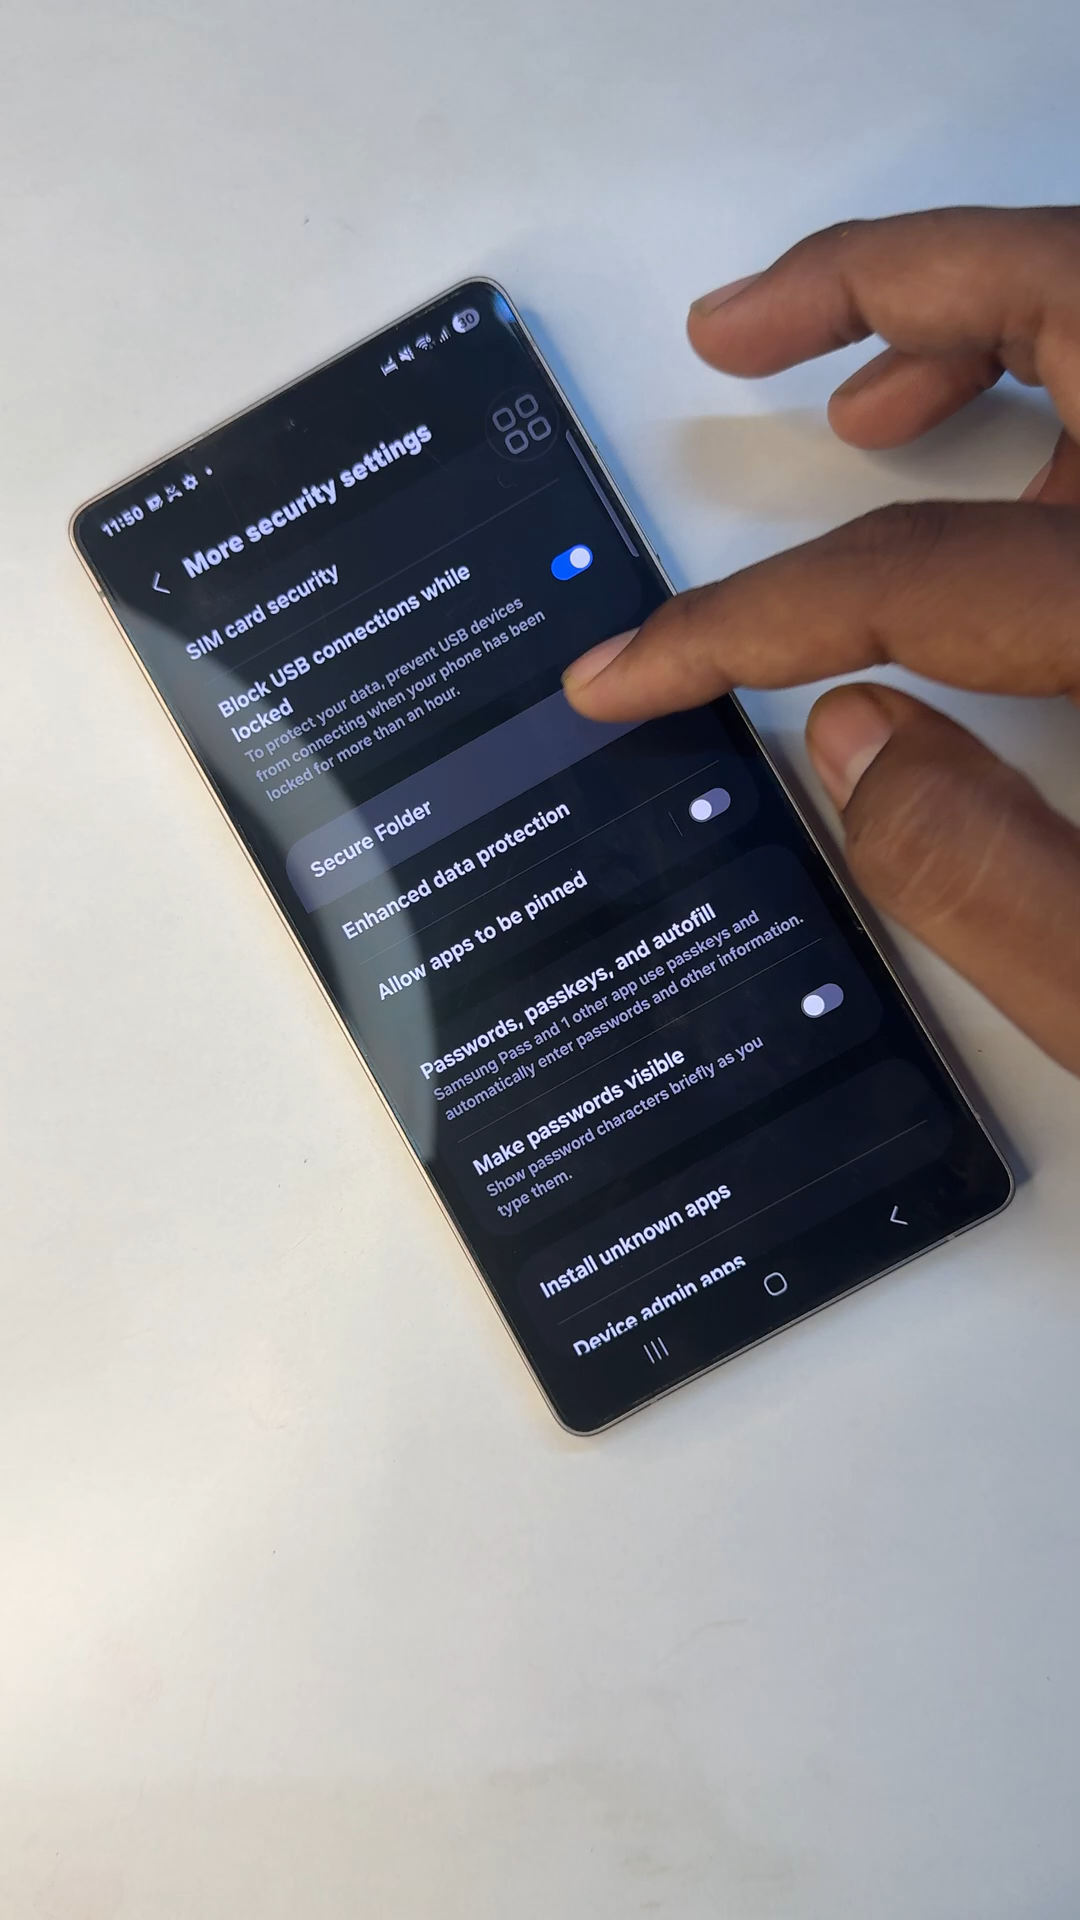 11:50
30
More security settings
SIM card security
Block USB connections while
locked
To protect your data, prevent USB devices
from connecting when your phone has been
locked for more than an hour.
Secure Folder
Enhanced data protection
Allow apps to be pinned
Passwords, passkeys, and autofill
Samsung Pass and 1 other app use passkeys and
automatically enter passwords and other information.
Make passwords visible
Show password characters briefly as you
type them.
Install unknown apps
Device admin apps